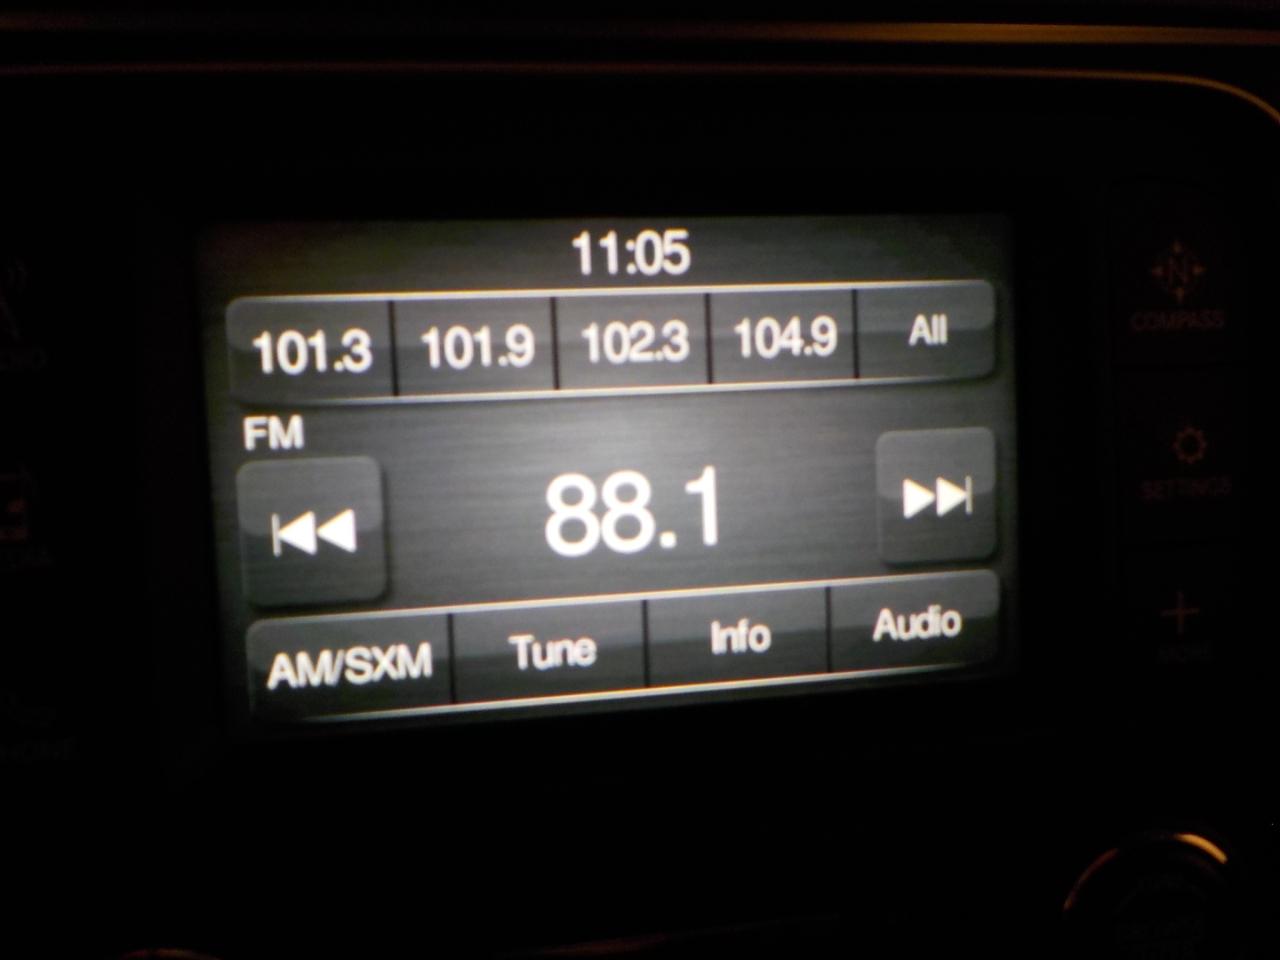 11:05
101.3 101.9 102.3 104.9 All
FM
88.1
AM/SXM Tune Info Audio
N
COMPASS
SETTINGS
MORE